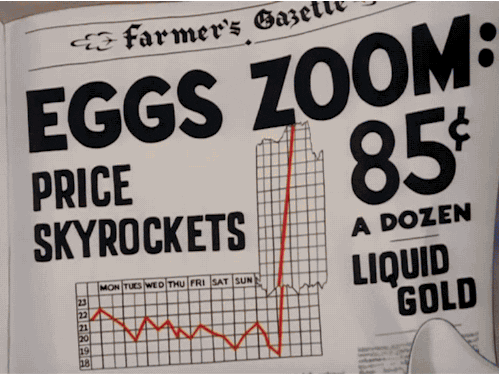 Farmer's Gazette
EGGS ZOOM:
PRICE
SKYROCKETS
85¢
A DOZEN
LIQUID
GOLD
MON TUES WED THU FRI SAT SUN
23
22
21
20
19
18